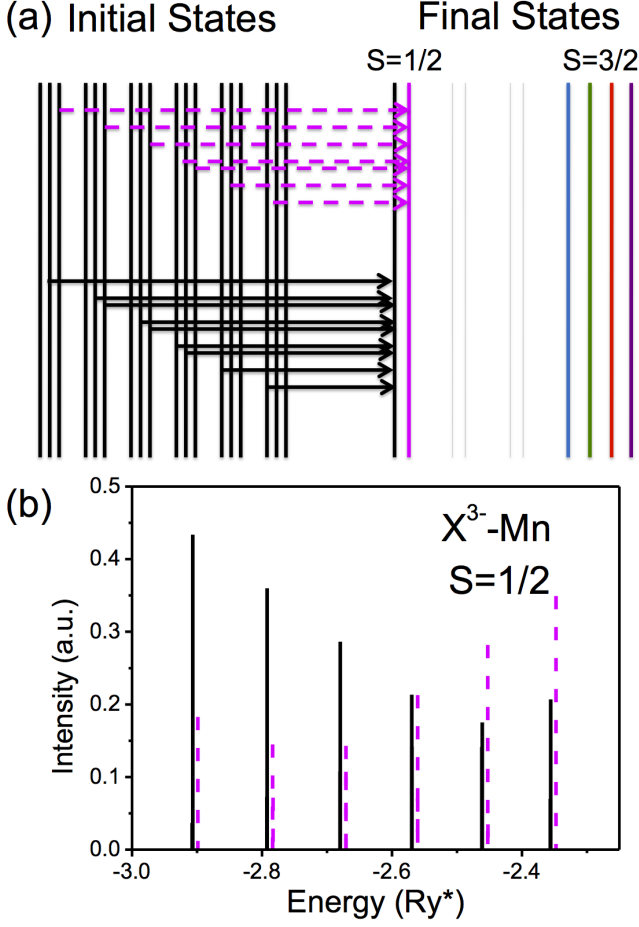 (a) Initial States Final States
S=1/2 S=3/2
(b)
X³⁻-Mn
S=1/2
0.5
0.4
0.3
0.2
0.1
0.0
Intensity (a.u.)
-3.0 -2.8 -2.6 -2.4
Energy (Ry*)